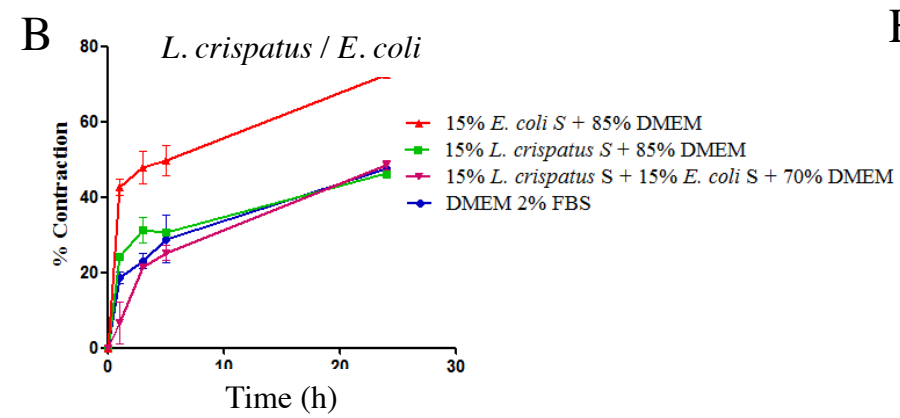 B
L. crispatus / E. coli
% Contraction
80
60
40
20
0
0 10 20 30
Time (h)
15% E. coli S + 85% DMEM
15% L. crispatus S + 85% DMEM
15% L. crispatus S + 15% E. coli S + 70% DMEM
DMEM 2% FBS